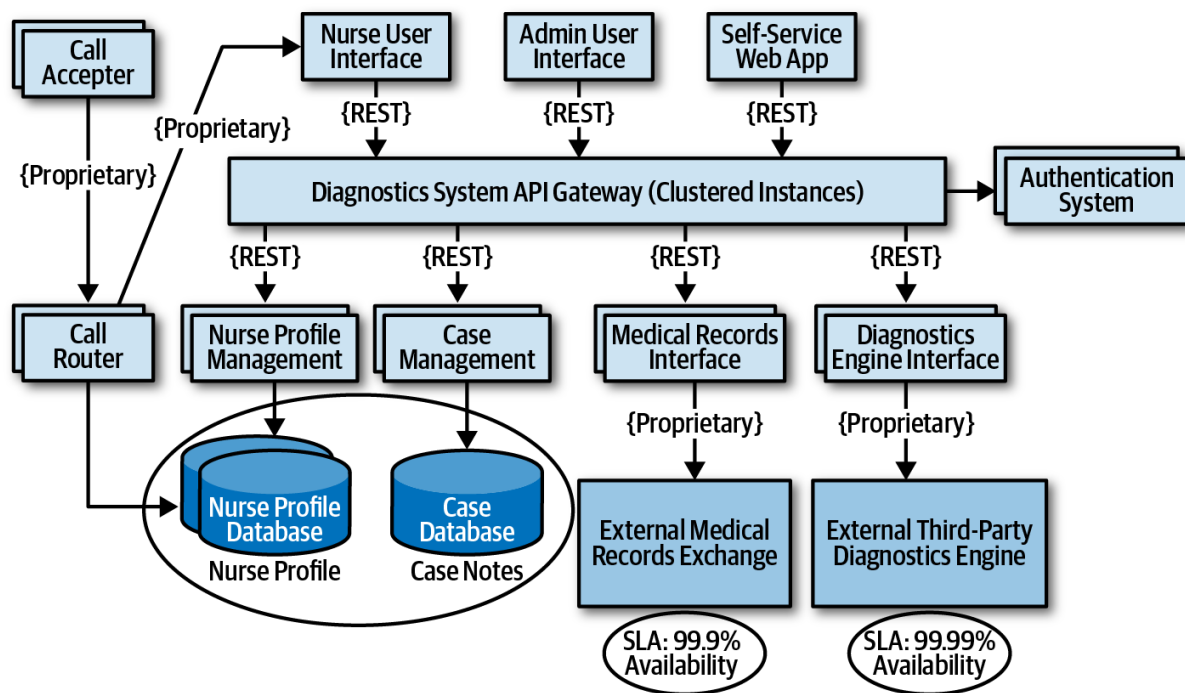 Call
Accepter
Nurse User
Interface
Admin User
Interface
Self-Service
Web App
{Proprietary}
{Proprietary}
{REST}
{REST}
{REST}
Diagnostics System API Gateway (Clustered Instances)
Authentication
System
{REST}
{REST}
{REST}
{REST}
Call
Router
Nurse Profile
Management
Case
Management
Medical Records
Interface
Diagnostics
Engine Interface
{Proprietary}
{Proprietary}
Nurse Profile
Database
Nurse Profile
Case
Database
Case Notes
External Medical
Records Exchange
External Third-Party
Diagnostics Engine
SLA: 99.9%
Availability
SLA: 99.99%
Availability